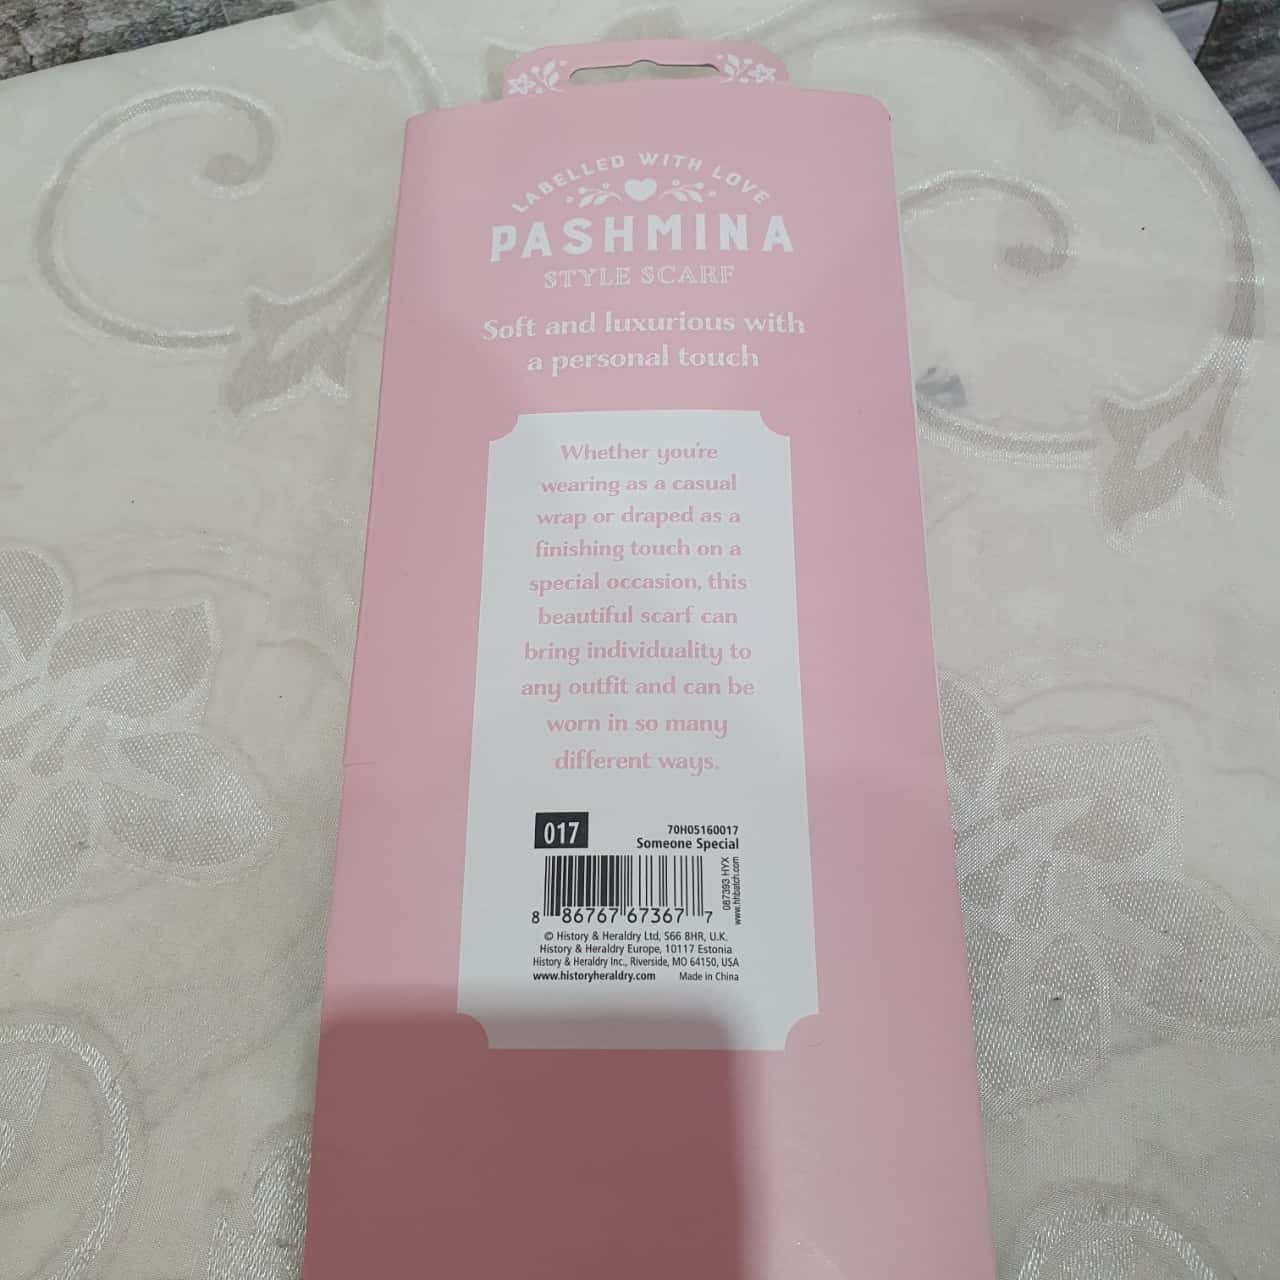 LABELLED WITH LOVE
PASHMINA
STYLE SCARF
Soft and luxurious with
a personal touch
Whether you're
wearing as a casual
wrap or draped as a
finishing touch on a
special occasion, this
beautiful scarf can
bring individuality to
any outfit and can be
worn in so many
different ways.
017
70H05160017
Someone Special
8 86767 67367 7
087393 HYX
www.hhbatch.com
© History & Heraldry Ltd, S66 8HR, U.K.
History & Heraldry Europe, 10117 Estonia
History & Heraldry Inc., Riverside, MO 64150, USA
www.historyheraldry.com Made in China